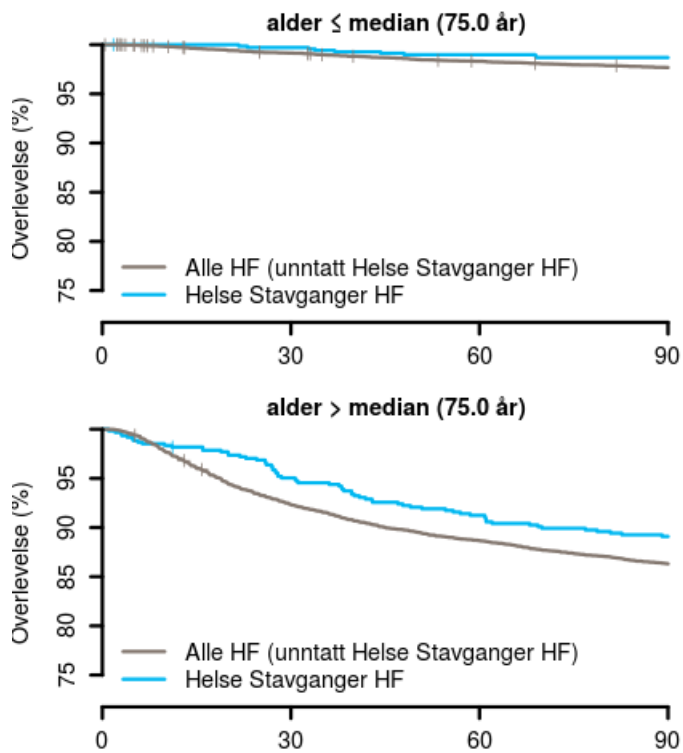 alder ≤ median (75.0 år)
Overlevelse (%)
95
90
85
80
75
Alle HF (unntatt Helse Stavganger HF)
Helse Stavganger HF
0 30 60 90
alder > median (75.0 år)
Overlevelse (%)
95
90
85
80
75
Alle HF (unntatt Helse Stavganger HF)
Helse Stavganger HF
0 30 60 90